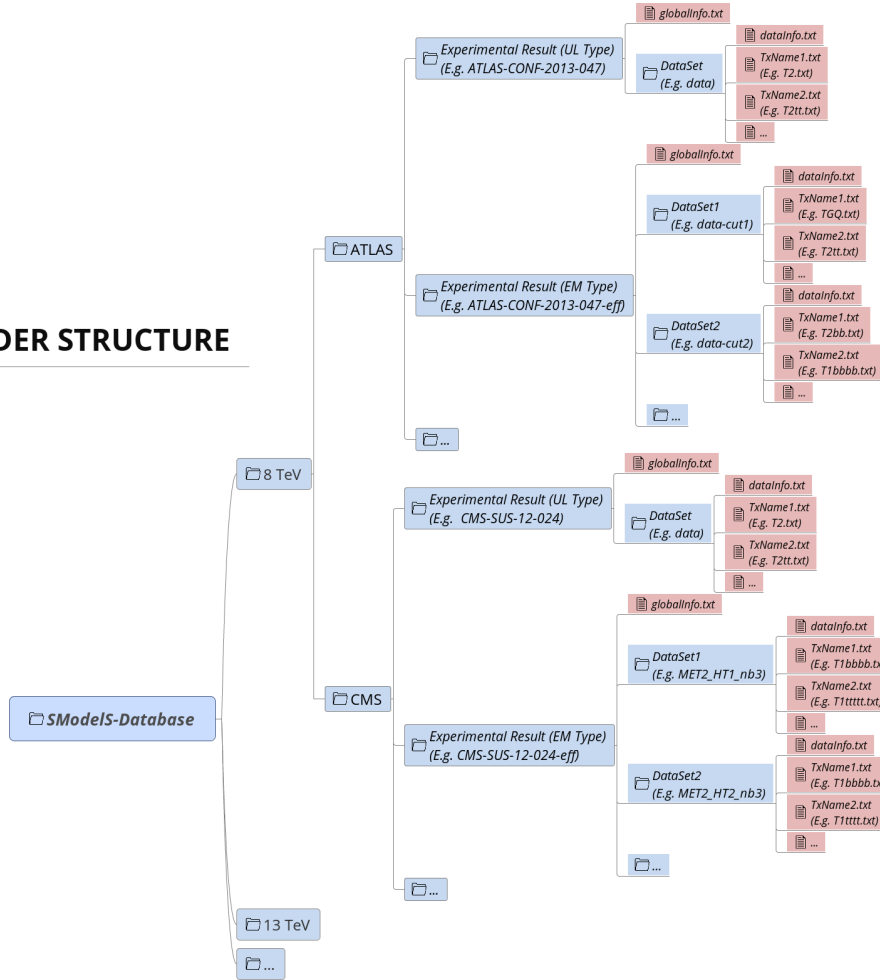 globalInfo.txt
dataInfo.txt
DataSet
(E.g. data)
TxName1.txt
(E.g. T2.txt)
TxName2.txt
(E.g. T2tt.txt)
...
Experimental Result (UL Type)
(E.g. ATLAS-CONF-2013-047)
globalInfo.txt
dataInfo.txt
DataSet1
(E.g. data-cut1)
TxName1.txt
(E.g. TGQ.txt)
TxName2.txt
(E.g. T2tt.txt)
...
ATLAS
Experimental Result (EM Type)
(E.g. ATLAS-CONF-2013-047-eff)
dataInfo.txt
DataSet2
(E.g. data-cut2)
TxName1.txt
(E.g. T2bb.txt)
TxName2.txt
(E.g. T1bbbb.txt)
...
...
...
DER STRUCTURE
8 TeV
globalInfo.txt
Experimental Result (UL Type)
(E.g.  CMS-SUS-12-024)
DataSet
(E.g. data)
dataInfo.txt
TxName1.txt
(E.g. T2.txt)
TxName2.txt
(E.g. T2tt.txt)
...
globalInfo.txt
DataSet1
(E.g. MET2_HT1_nb3)
dataInfo.txt
TxName1.txt
(E.g. T1bbbb.tx
TxName2.txt
(E.g. T1ttttt.txt
...
CMS
SModelS-Database
Experimental Result (EM Type)
(E.g. CMS-SUS-12-024-eff)
DataSet2
(E.g. MET2_HT2_nb3)
dataInfo.txt
TxName1.txt
(E.g. T1bbbb.tx
TxName2.txt
(E.g. T1tttt.txt)
...
...
...
13 TeV
...